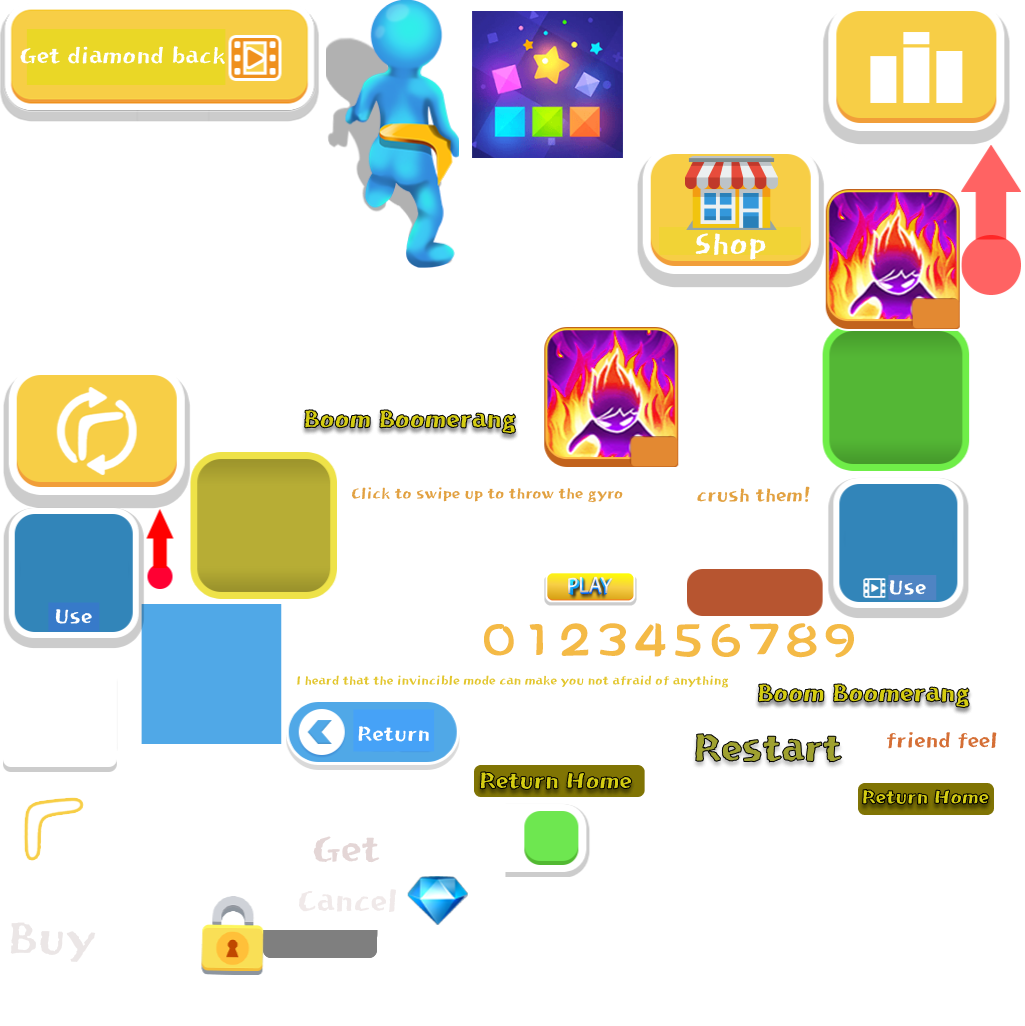 Get diamond back
Shop
Boom Boomerang
Click to swipe up to throw the gyro
crush them!
PLAY
Use
Use
0123456789
I heard that the invincible mode can make you not afraid of anything
Boom Boomerang
Return
Restart
friend feel
Return Home
Return Home
Get
Cancel
Buy